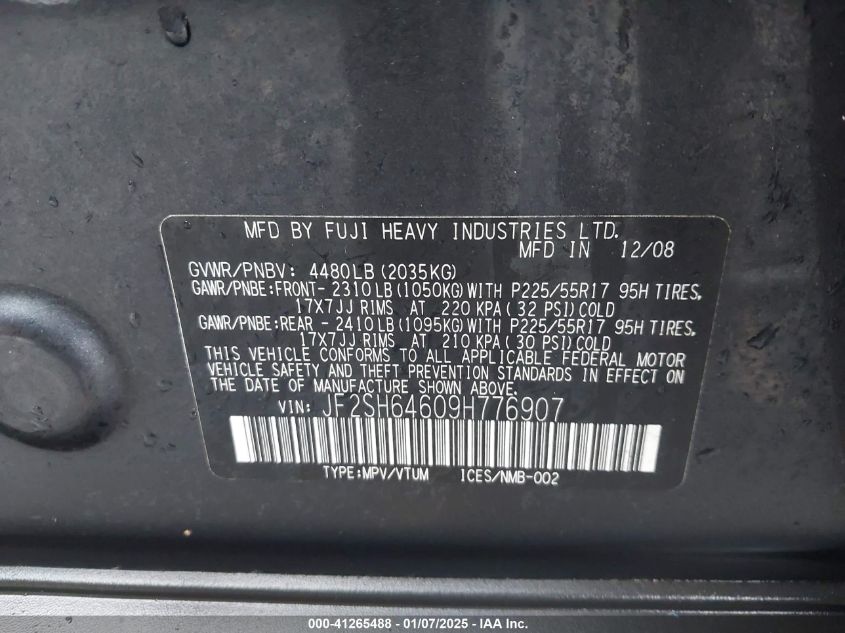 MFD BY FUJI HEAVY INDUSTRIES LTD.
MFD IN 12/08
GVWR/PNBV: 4480LB (2035KG)
GAWR/PNBE:FRONT- 2310LB (1050KG) WITH P225/55R17 95H TIRES,
17X7JJ RIMS AT 220 KPA ( 32 PSI) COLD
GAWR/PNBE:REAR - 2410LB (1095KG) WITH P225/55R17 95H TIRES,
17X7JJ RIMS AT 210 KPA ( 30 PSI) COLD
THIS VEHICLE CONFORMS TO ALL APPLICABLE FEDERAL MOTOR
VEHICLE SAFETY AND THEFT PREVENTION STANDARDS IN EFFECT ON
THE DATE OF MANUFACTURE SHOWN ABOVE.
VIN: JF2SH64609H776907
TYPE:MPV/VTUM ICES/NMB-002
000-41265488 - 01/07/2025 - IAA Inc.